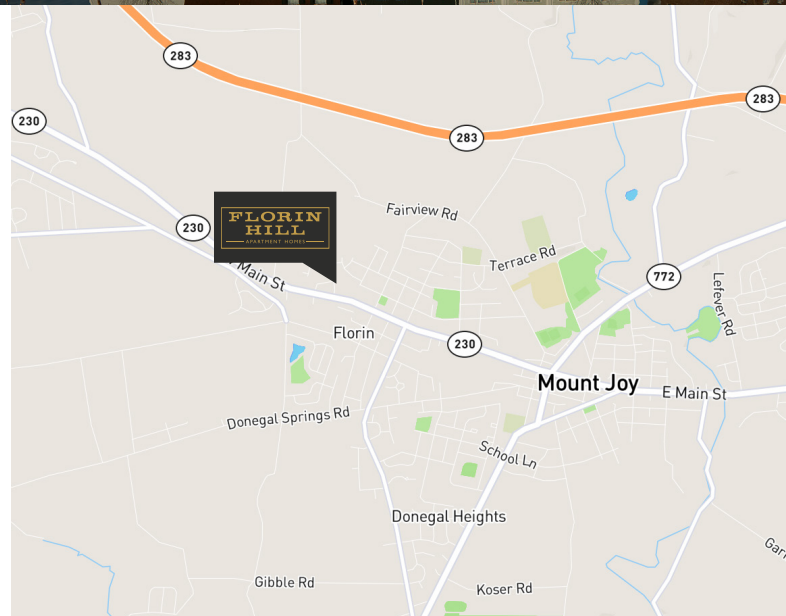 283
283
283
230
Fairview Rd
FLORIN
HILL
APARTMENT HOMES
230
Terrace Rd
Main St
772
Lefever Rd
Florin
230
Mount Joy
E Main St
Donegal Springs Rd
School Ln
Donegal Heights
Gibble Rd
Koser Rd